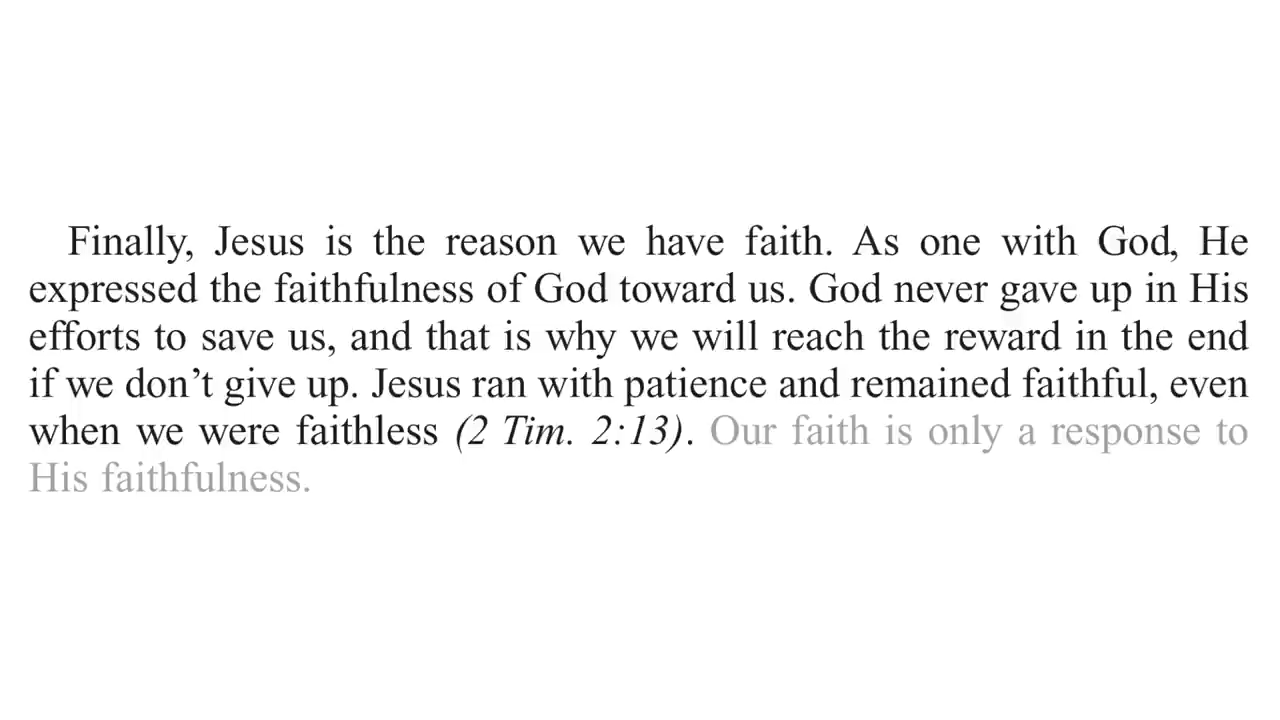 Finally, Jesus is the reason we have faith. As one with God, He
expressed the faithfulness of God toward us. God never gave up in His
efforts to save us, and that is why we will reach the reward in the end
if we don’t give up. Jesus ran with patience and remained faithful, even
when we were faithless (2 Tim. 2:13). Our faith is only a response to
His faithfulness.